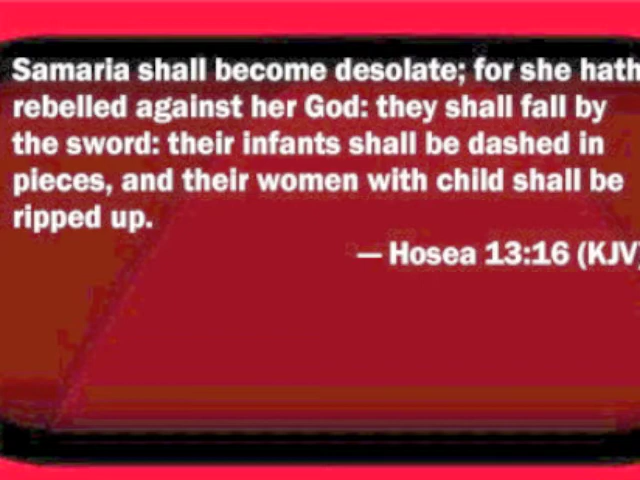 Samaria shall become desolate; for she hath
rebelled against her God: they shall fall by
the sword: their infants shall be dashed in
pieces, and their women with child shall be
ripped up.
— Hosea 13:16 (KJV)